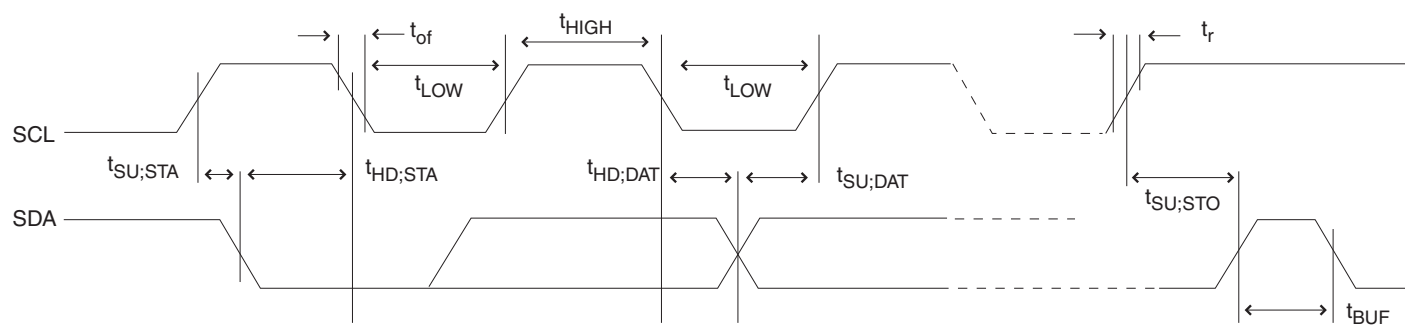 tof
tHIGH
tr
tLOW
tLOW
SCL
tSU;STA
tHD;STA
tHD;DAT
tSU;DAT
tSU;STO
SDA
tBUF